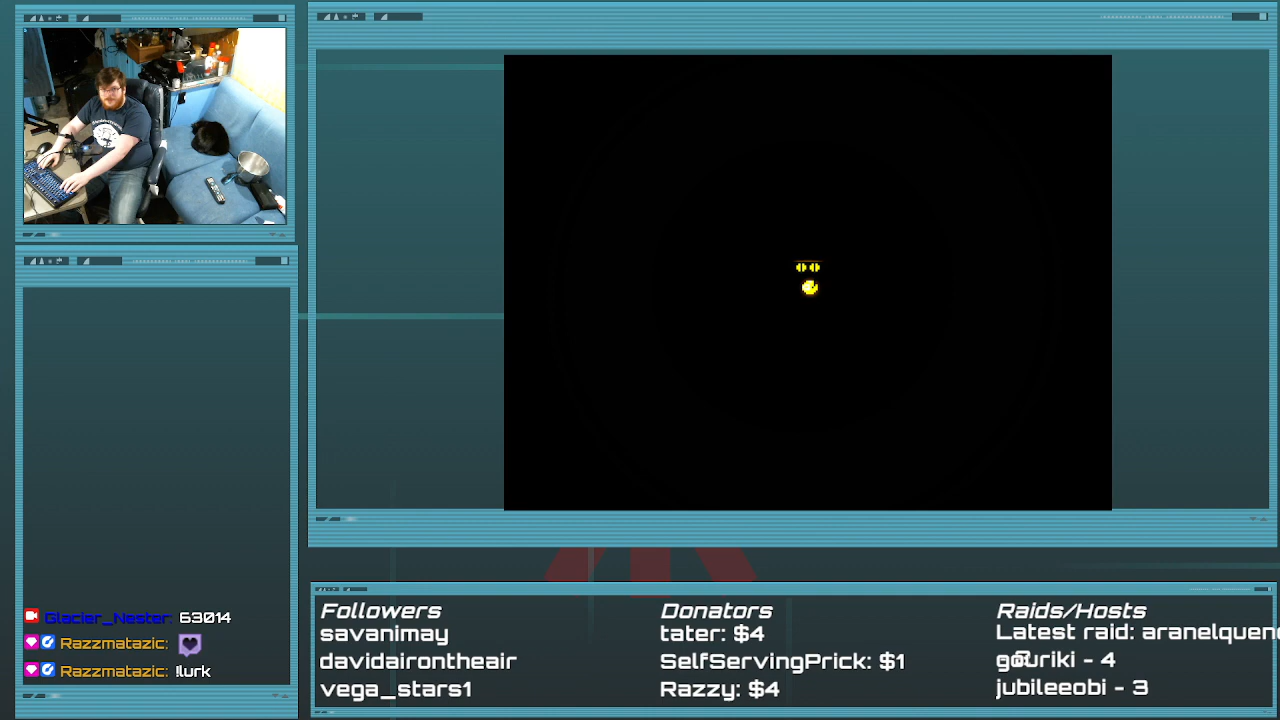 Glacier_Nester: 63014
Razzmatazic:
Razzmatazic: !lurk
Followers
savanimay
davidairontheair
vega_stars1
Donators
tater: $4
SelfServingPrick: $1
Razzy: $4
Raids/Hosts
Latest raid:
- 4
jubileeobi - 3